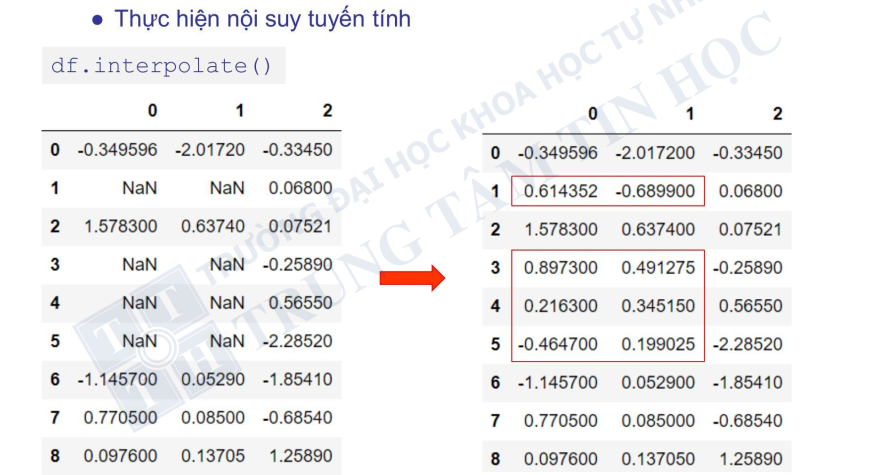 ● Thực hiện nội suy tuyến tính
df.interpolate()
0 1 2
0 -0.349596 -2.01720 -0.33450
1 NaN NaN 0.06800
2 1.578300 0.63740 0.07521
3 NaN NaN -0.25890
4 NaN NaN 0.56550
5 NaN NaN -2.28520
6 -1.145700 0.05290 -1.85410
7 0.770500 0.08500 -0.68540
8 0.097600 0.13705 1.25890
0 1 2
0 -0.349596 -2.017200 -0.33450
1 0.614352 -0.689900 0.06800
2 1.578300 0.637400 0.07521
3 0.897300 0.491275 -0.25890
4 0.216300 0.345150 0.56550
5 -0.464700 0.199025 -2.28520
6 -1.145700 0.052900 -1.85410
7 0.770500 0.085000 -0.68540
8 0.097600 0.137050 1.25890
TRƯỜNG ĐẠI HỌC KHOA HỌC TỰ
TRUNG TÂM TIN HỌC